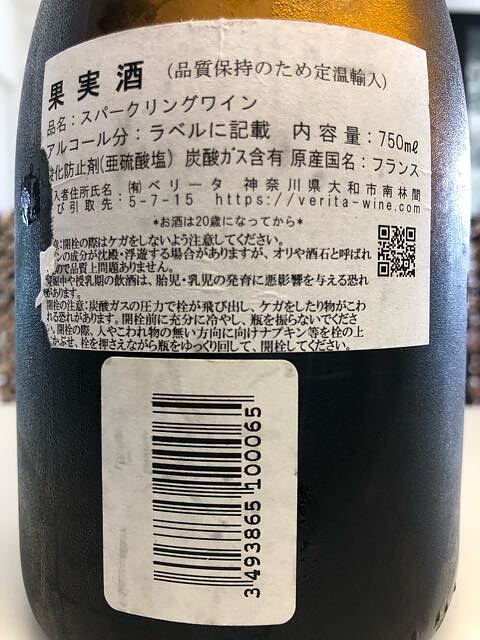 果実酒 (品質保持のため定温輸入)
品名：スパークリングワイン
アルコール分：ラベルに記載 内容量：750mℓ
酸化防止剤(亜硫酸塩) 炭酸ガス含有 原産国名：フランス
入者住所氏名 ㈲ベリータ 神奈川県大和市南林間
び引取先：5-7-15 https://verita-wine.com
*お酒は20歳になってから*
：開栓の際はケガをしないよう注意してください。
ンの成分が沈殿・浮遊する場合がありますが、オリや酒石と呼ばれ
ので品質上問題ありません。
娠中や授乳期の飲酒は、胎児・乳児の発育に悪影響を与える恐れ
があります。
開栓の注意：炭酸ガスの圧力で栓が飛び出し、ケガをしたり物がこわ
れる恐れがあります。開栓前に充分に冷やし、瓶を振らないでくださ
い。開栓の際、人やこわれ物の無い方向に向けナプキン等を栓の上
にかぶせ、栓を押さえながら瓶をゆっくり回して、開栓してください。
3 493865 100065